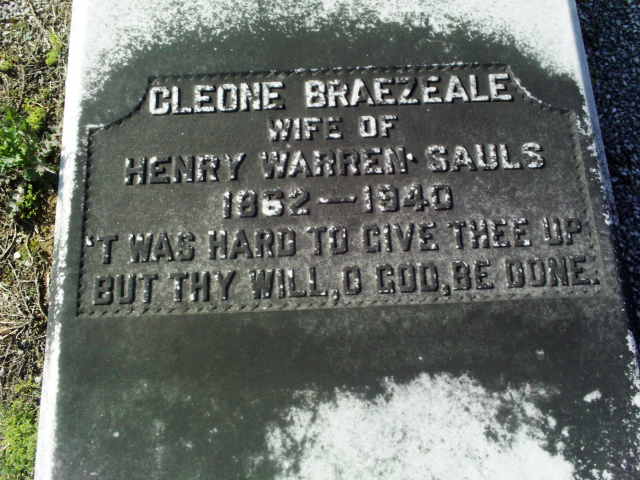 CLEONE BRAEZEALE
WIFE OF
HENRY WARREN SAULS
1862—1940
'T WAS HARD TO GIVE THEE UP
BUT THY WILL, O GOD, BE DONE.